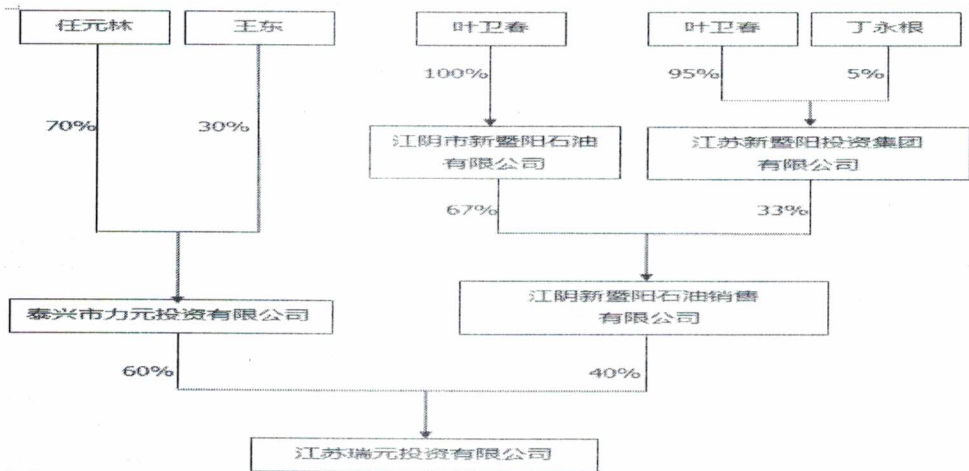 任元林
王东
叶卫春
叶卫春
丁永根
100%
95%
5%
70%
30%
江阴市新暨阳石油
有限公司
江苏新暨阳投资集团
有限公司
67%
33%
泰兴市力元投资有限公司
江阴新暨阳石油销售
有限公司
60%
40%
江苏瑞元投资有限公司